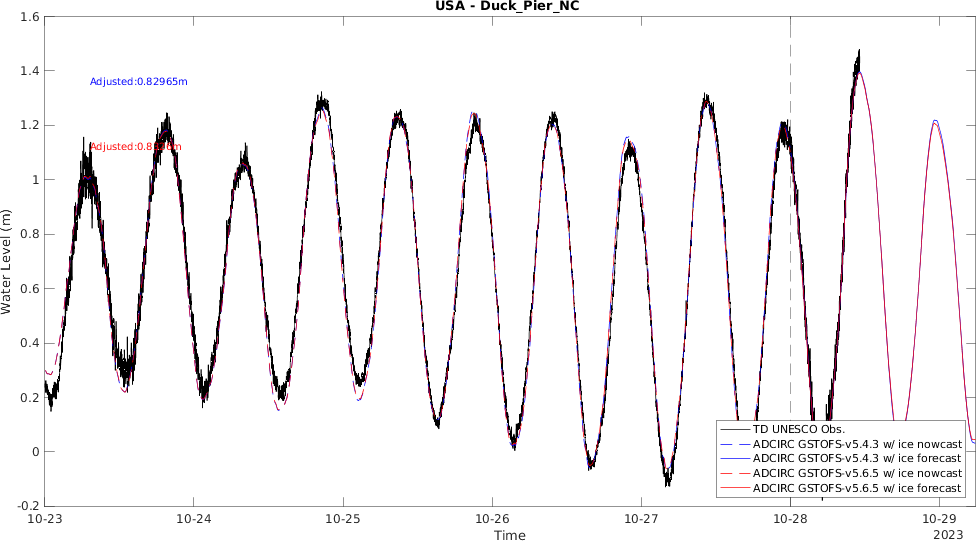 USA - Duck_Pier_NC
1.6
1.4
1.2
1
0.8
0.6
0.4
0.2
0
-0.2
Water Level (m)
Adjusted:0.82965m
TD UNESCO Obs.
ADCIRC GSTOFS-v5.4.3 w/ ice nowcast
ADCIRC GSTOFS-v5.4.3 w/ ice forecast
ADCIRC GSTOFS-v5.6.5 w/ ice nowcast
ADCIRC GSTOFS-v5.6.5 w/ ice forecast
10-23
10-24
10-25
10-26
10-27
10-28
10-29
2023
Time